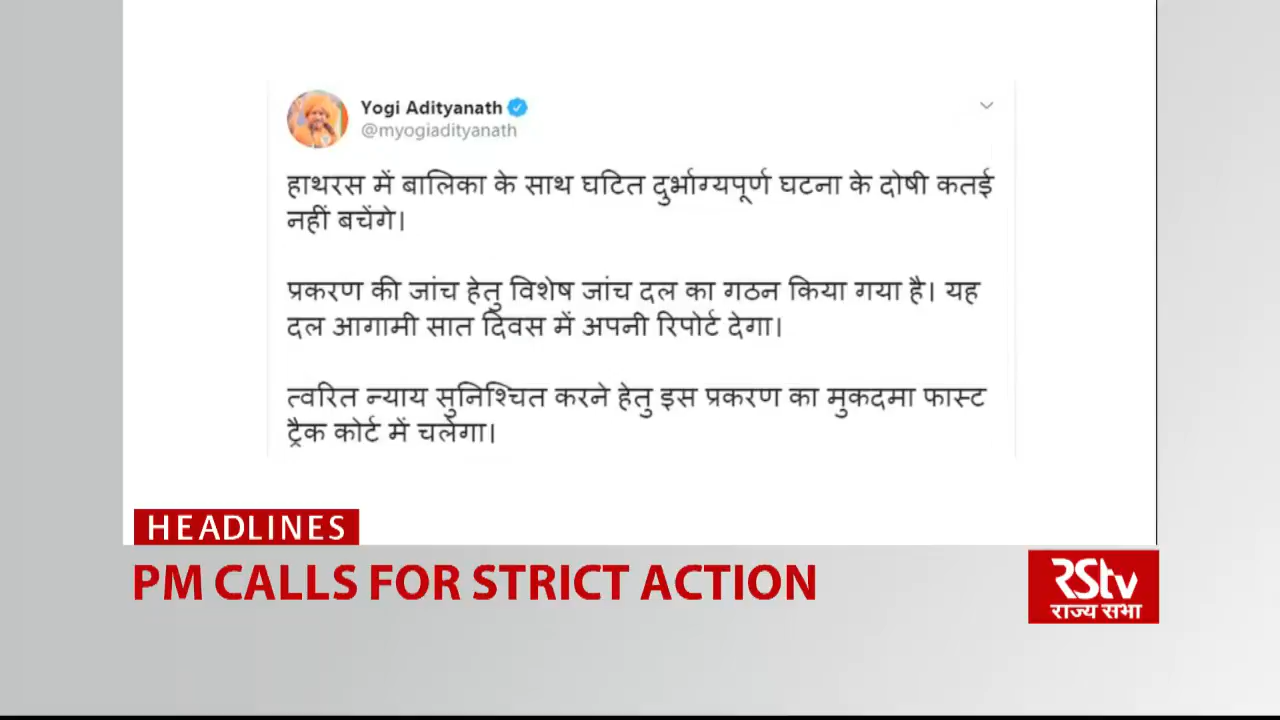 Yogi Adityanath
@myogiadityanath
हाथरस में बालिका के साथ घटित दुर्भाग्यपूर्ण घटना के दोषी कतई
नहीं बचेंगे।
प्रकरण की जांच हेतु विशेष जांच दल का गठन किया गया है। यह
दल आगामी सात दिवस में अपनी रिपोर्ट देगा।
त्वरित न्याय सुनिश्चित करने हेतु इस प्रकरण का मुकदमा फास्ट
ट्रैक कोर्ट में चलेगा।
HEADLINES
PM CALLS FOR STRICT ACTION
RStv
राज्य सभा